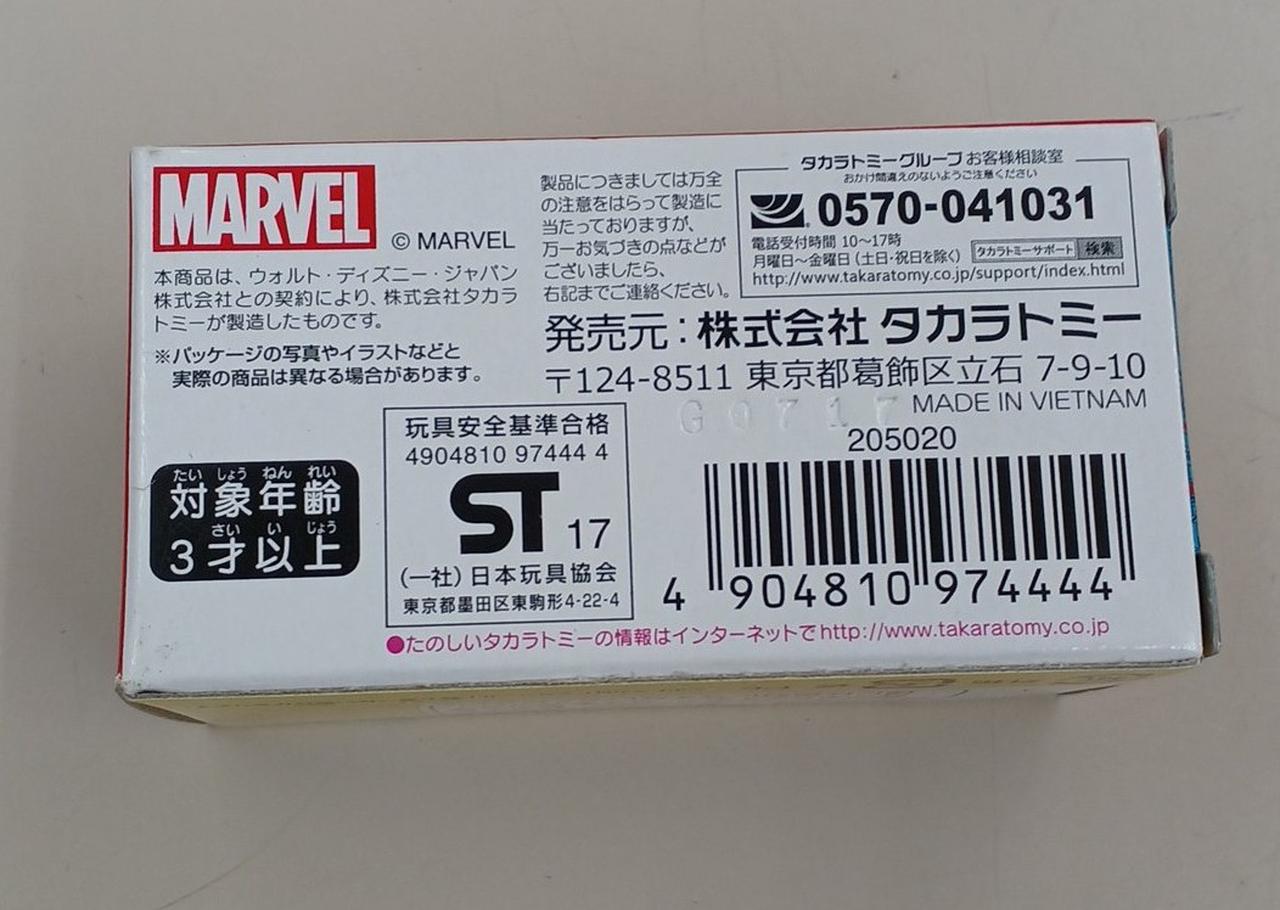 MARVEL
© MARVEL
本商品は、ウォルト・ディズニー・ジャパン
株式会社との契約により、株式会社タカラ
トミーが製造したものです。
※パッケージの写真やイラストなどと
実際の商品は異なる場合があります。
製品につきましては万全
の注意をはらって製造に
当たっておりますが、
万一お気づきの点などが
ございましたら、
右記までご連絡ください。
タカラトミーグループ お客様相談室
おかけ間違えのないようご注意ください
0570-041031
電話受付時間 10〜17時
月曜日〜金曜日 (土日・祝日を除く)
タカラトミーサポート 検索
http://www.takaratomy.co.jp/support/index.html
発売元：株式会社 タカラトミー
〒124-8511 東京都葛飾区立石 7-9-10
G0717
MADE IN VIETNAM
205020
4 904810 974444
たい しょう ねん れい
対象年齢
さい い じょう
3才以上
玩具安全基準合格
4904810 97444 4
ST 17
(一社) 日本玩具協会
東京都墨田区東駒形4-22-4
●たのしいタカラトミーの情報はインターネットで http://www.takaratomy.co.jp